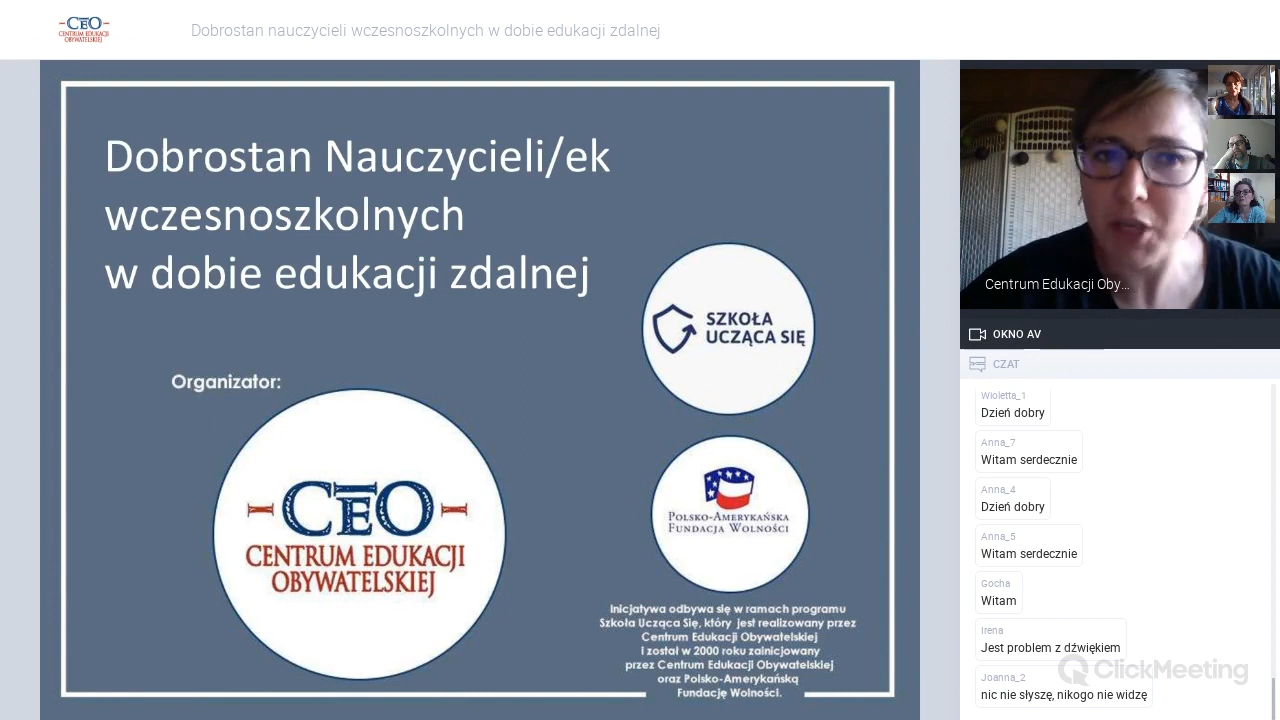 CEO
CENTRUM EDUKACJI
OBYWATELSKIEJ
Dobrostan nauczycieli wczesnoszkolnych w dobie edukacji zdalnej
Dobrostan Nauczycieli/ek
wczesnoszkolnych
w dobie edukacji zdalnej
SZKOŁA
UCZĄCA SIĘ
Organizator:
CEO
CENTRUM EDUKACJI
OBYWATELSKIEJ
POLSKO-AMERYKAŃSKA
FUNDACJA WOLNOŚCI
Inicjatywa odbywa się w ramach programu
Szkoła Ucząca Się, który jest realizowany przez
Centrum Edukacji Obywatelskiej
i został w 2000 roku zainicjowany
przez Centrum Edukacji Obywatelskiej
oraz Polsko-Amerykańską
Fundację Wolności.
Centrum Edukacji Oby...
OKNO AV
CZAT
Wioletta_1
Dzień dobry
Anna_7
Witam serdecznie
Anna_4
Dzień dobry
Anna_5
Witam serdecznie
Gocha
Witam
Irena
Jest problem z dźwiękiem
Joanna_2
nic nie słyszę, nikogo nie widzę
ClickMeeting